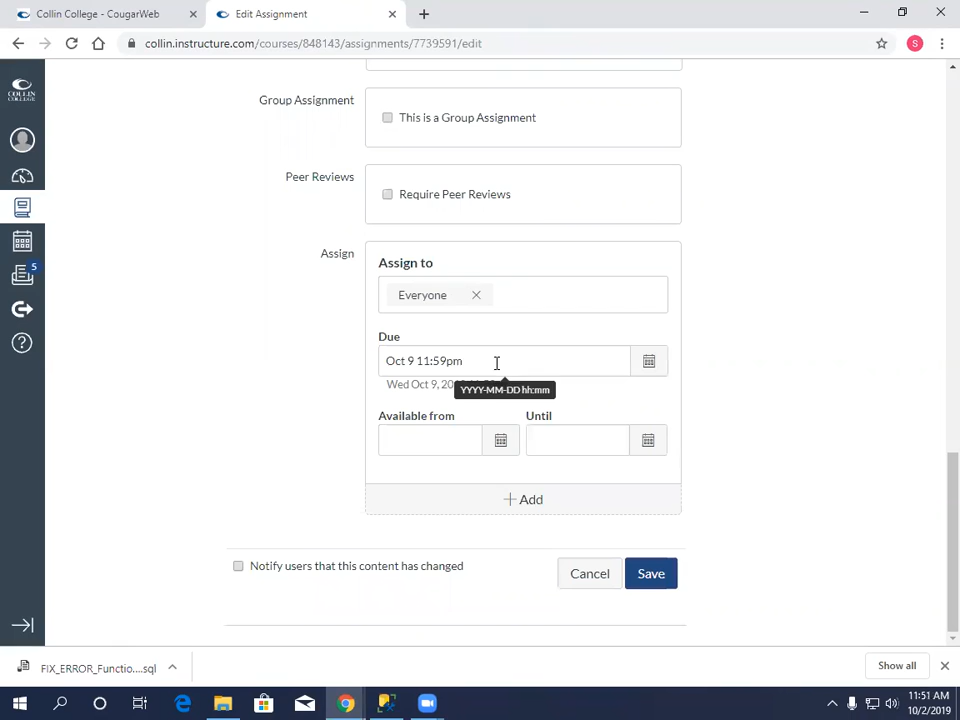 Collin College - CougarWeb
Edit Assignment
collin.instructure.com/courses/848143/assignments/7739591/edit
S
COLLIN
COLLEGE
5
Group Assignment
This is a Group Assignment
Peer Reviews
Require Peer Reviews
Assign
Assign to
Everyone
Due
Oct 9 11:59pm
Wed Oct 9, 20
YYYY-MM-DD hh:mm
Available from
Until
Add
Notify users that this content has changed
Cancel
Save
FIX_ERROR_Functio....sql
Show all
11:51 AM
10/2/2019